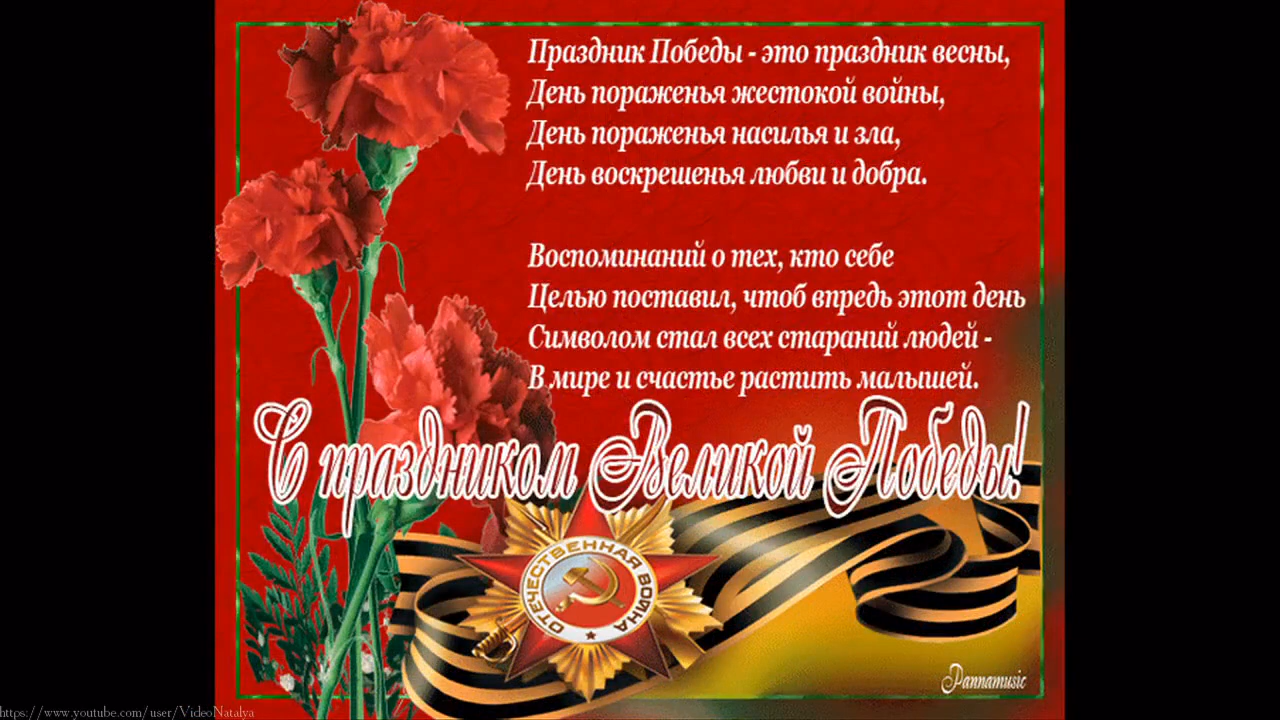 Праздник Победы - это праздник весны,
День пораженья жестокой войны,
День пораженья насилья и зла,
День воскрешенья любви и добра.
Воспоминаний о тех, кто себе
Целью поставил, чтоб впредь этот день
Символом стал всех стараний людей -
В мире и счастье растить малышей.
С праздником Великой Победы!
ОТЕЧЕСТВЕННАЯ ВОЙНА
Pannamusic
https://www.youtube.com/user/VideoNatalya